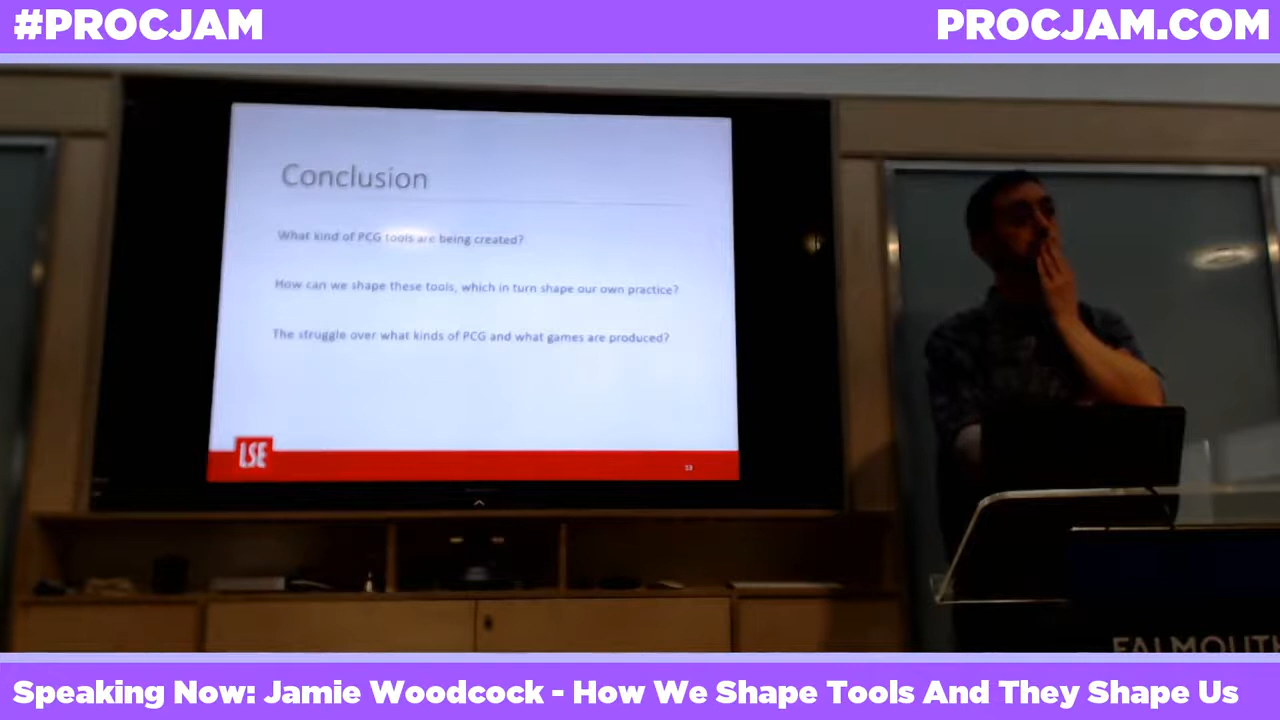 #PROCJAM
PROCJAM.COM
Conclusion
What kind of PCG tools are being created?
How can we shape these tools, which in turn shape our own practice?
The struggle over what kinds of PCG and what games are produced?
LSE
FALMOUTH
Speaking Now: Jamie Woodcock - How We Shape Tools And They Shape Us